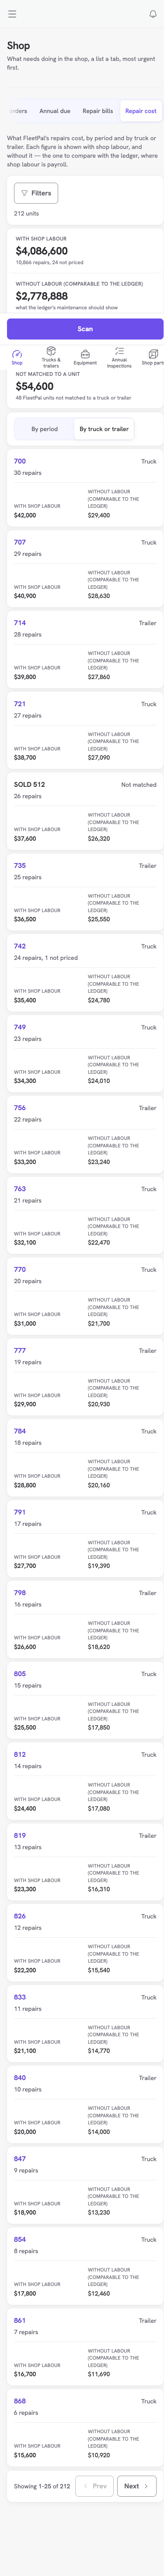 Shop
What needs doing in the shop, a list a tap, most urgent
first.
orders Annual due Repair bills Repair cost
What FleetPal's repairs cost, by period and by truck or
trailer. Each figure is shown with shop labour, and
without it — the one to compare with the ledger, where
shop labour is payroll.
Filters
212 units
WITH SHOP LABOUR
$4,086,600
10,866 repairs, 24 not priced
WITHOUT LABOUR (COMPARABLE TO THE LEDGER)
$2,778,888
what the ledger's maintenance should show
Scan
Shop
Trucks &
trailers
Equipment
Annual
inspections
Shop parts
NOT MATCHED TO A UNIT
$54,600
48 FleetPal units not matched to a truck or trailer
By period By truck or trailer
700 Truck
30 repairs
WITH SHOP LABOUR
$42,000
WITHOUT LABOUR
(COMPARABLE TO THE
LEDGER)
$29,400
707 Truck
29 repairs
WITH SHOP LABOUR
$40,900
WITHOUT LABOUR
(COMPARABLE TO THE
LEDGER)
$28,630
714 Trailer
28 repairs
WITH SHOP LABOUR
$39,800
WITHOUT LABOUR
(COMPARABLE TO THE
LEDGER)
$27,860
721 Truck
27 repairs
WITH SHOP LABOUR
$38,700
WITHOUT LABOUR
(COMPARABLE TO THE
LEDGER)
$27,090
SOLD 512 Not matched
26 repairs
WITH SHOP LABOUR
$37,600
WITHOUT LABOUR
(COMPARABLE TO THE
LEDGER)
$26,320
735 Trailer
25 repairs
WITH SHOP LABOUR
$36,500
WITHOUT LABOUR
(COMPARABLE TO THE
LEDGER)
$25,550
742 Truck
24 repairs, 1 not priced
WITH SHOP LABOUR
$35,400
WITHOUT LABOUR
(COMPARABLE TO THE
LEDGER)
$24,780
749 Truck
23 repairs
WITH SHOP LABOUR
$34,300
WITHOUT LABOUR
(COMPARABLE TO THE
LEDGER)
$24,010
756 Trailer
22 repairs
WITH SHOP LABOUR
$33,200
WITHOUT LABOUR
(COMPARABLE TO THE
LEDGER)
$23,240
763 Truck
21 repairs
WITH SHOP LABOUR
$32,100
WITHOUT LABOUR
(COMPARABLE TO THE
LEDGER)
$22,470
770 Truck
20 repairs
WITH SHOP LABOUR
$31,000
WITHOUT LABOUR
(COMPARABLE TO THE
LEDGER)
$21,700
777 Trailer
19 repairs
WITH SHOP LABOUR
$29,900
WITHOUT LABOUR
(COMPARABLE TO THE
LEDGER)
$20,930
784 Truck
18 repairs
WITH SHOP LABOUR
$28,800
WITHOUT LABOUR
(COMPARABLE TO THE
LEDGER)
$20,160
791 Truck
17 repairs
WITH SHOP LABOUR
$27,700
WITHOUT LABOUR
(COMPARABLE TO THE
LEDGER)
$19,390
798 Trailer
16 repairs
WITH SHOP LABOUR
$26,600
WITHOUT LABOUR
(COMPARABLE TO THE
LEDGER)
$18,620
805 Truck
15 repairs
WITH SHOP LABOUR
$25,500
WITHOUT LABOUR
(COMPARABLE TO THE
LEDGER)
$17,850
812 Truck
14 repairs
WITH SHOP LABOUR
$24,400
WITHOUT LABOUR
(COMPARABLE TO THE
LEDGER)
$17,080
819 Trailer
13 repairs
WITH SHOP LABOUR
$23,300
WITHOUT LABOUR
(COMPARABLE TO THE
LEDGER)
$16,310
826 Truck
12 repairs
WITH SHOP LABOUR
$22,200
WITHOUT LABOUR
(COMPARABLE TO THE
LEDGER)
$15,540
833 Truck
11 repairs
WITH SHOP LABOUR
$21,100
WITHOUT LABOUR
(COMPARABLE TO THE
LEDGER)
$14,770
840 Trailer
10 repairs
WITH SHOP LABOUR
$20,000
WITHOUT LABOUR
(COMPARABLE TO THE
LEDGER)
$14,000
847 Truck
9 repairs
WITH SHOP LABOUR
$18,900
WITHOUT LABOUR
(COMPARABLE TO THE
LEDGER)
$13,230
854 Truck
8 repairs
WITH SHOP LABOUR
$17,800
WITHOUT LABOUR
(COMPARABLE TO THE
LEDGER)
$12,460
861 Trailer
7 repairs
WITH SHOP LABOUR
$16,700
WITHOUT LABOUR
(COMPARABLE TO THE
LEDGER)
$11,690
868 Truck
6 repairs
WITH SHOP LABOUR
$15,600
WITHOUT LABOUR
(COMPARABLE TO THE
LEDGER)
$10,920
Showing 1-25 of 212 Prev Next